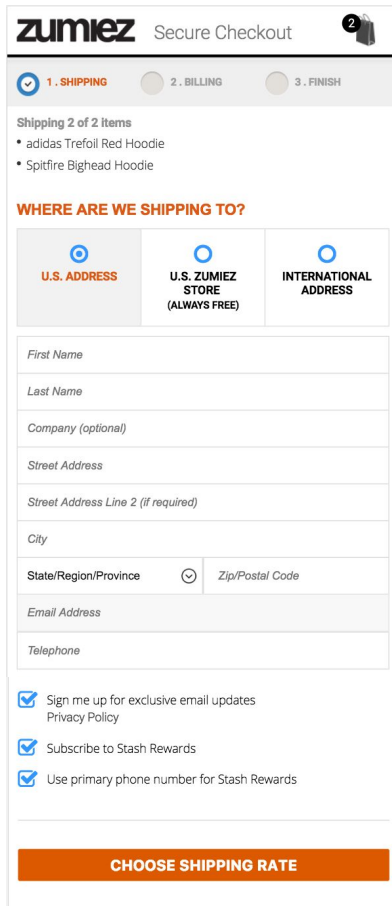 zumiez Secure Checkout 2
1. SHIPPING 2. BILLING 3. FINISH
Shipping 2 of 2 items
• adidas Trefoil Red Hoodie
• Spitfire Bighead Hoodie
WHERE ARE WE SHIPPING TO?
U.S. ADDRESS
U.S. ZUMIEZ
STORE
(ALWAYS FREE)
INTERNATIONAL
ADDRESS
First Name
Last Name
Company (optional)
Street Address
Street Address Line 2 (if required)
City
State/Region/Province Zip/Postal Code
Email Address
Telephone
Sign me up for exclusive email updates
Privacy Policy
Subscribe to Stash Rewards
Use primary phone number for Stash Rewards
CHOOSE SHIPPING RATE